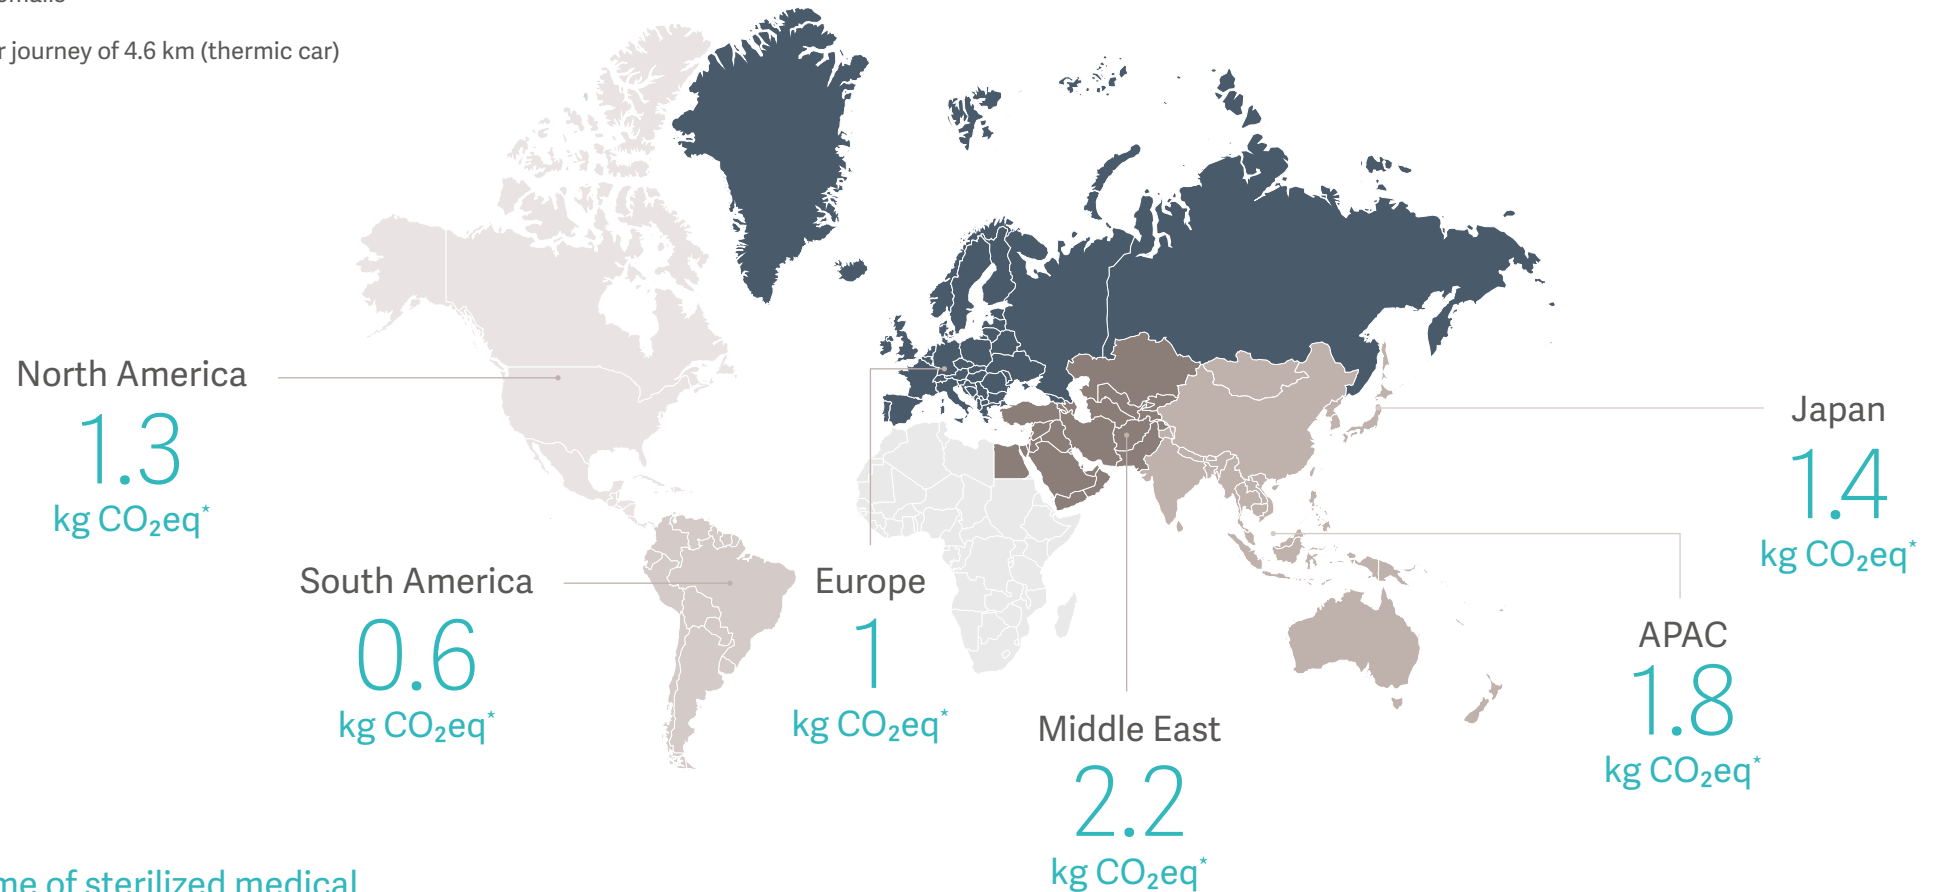 journey of 4.6 km (thermic car)
North America
1.3
kg CO₂eq*
South America
0.6
kg CO₂eq*
Europe
1
kg CO₂eq*
Middle East
2.2
kg CO₂eq*
Japan
1.4
kg CO₂eq*
APAC
1.8
kg CO₂eq*
of sterilized medical